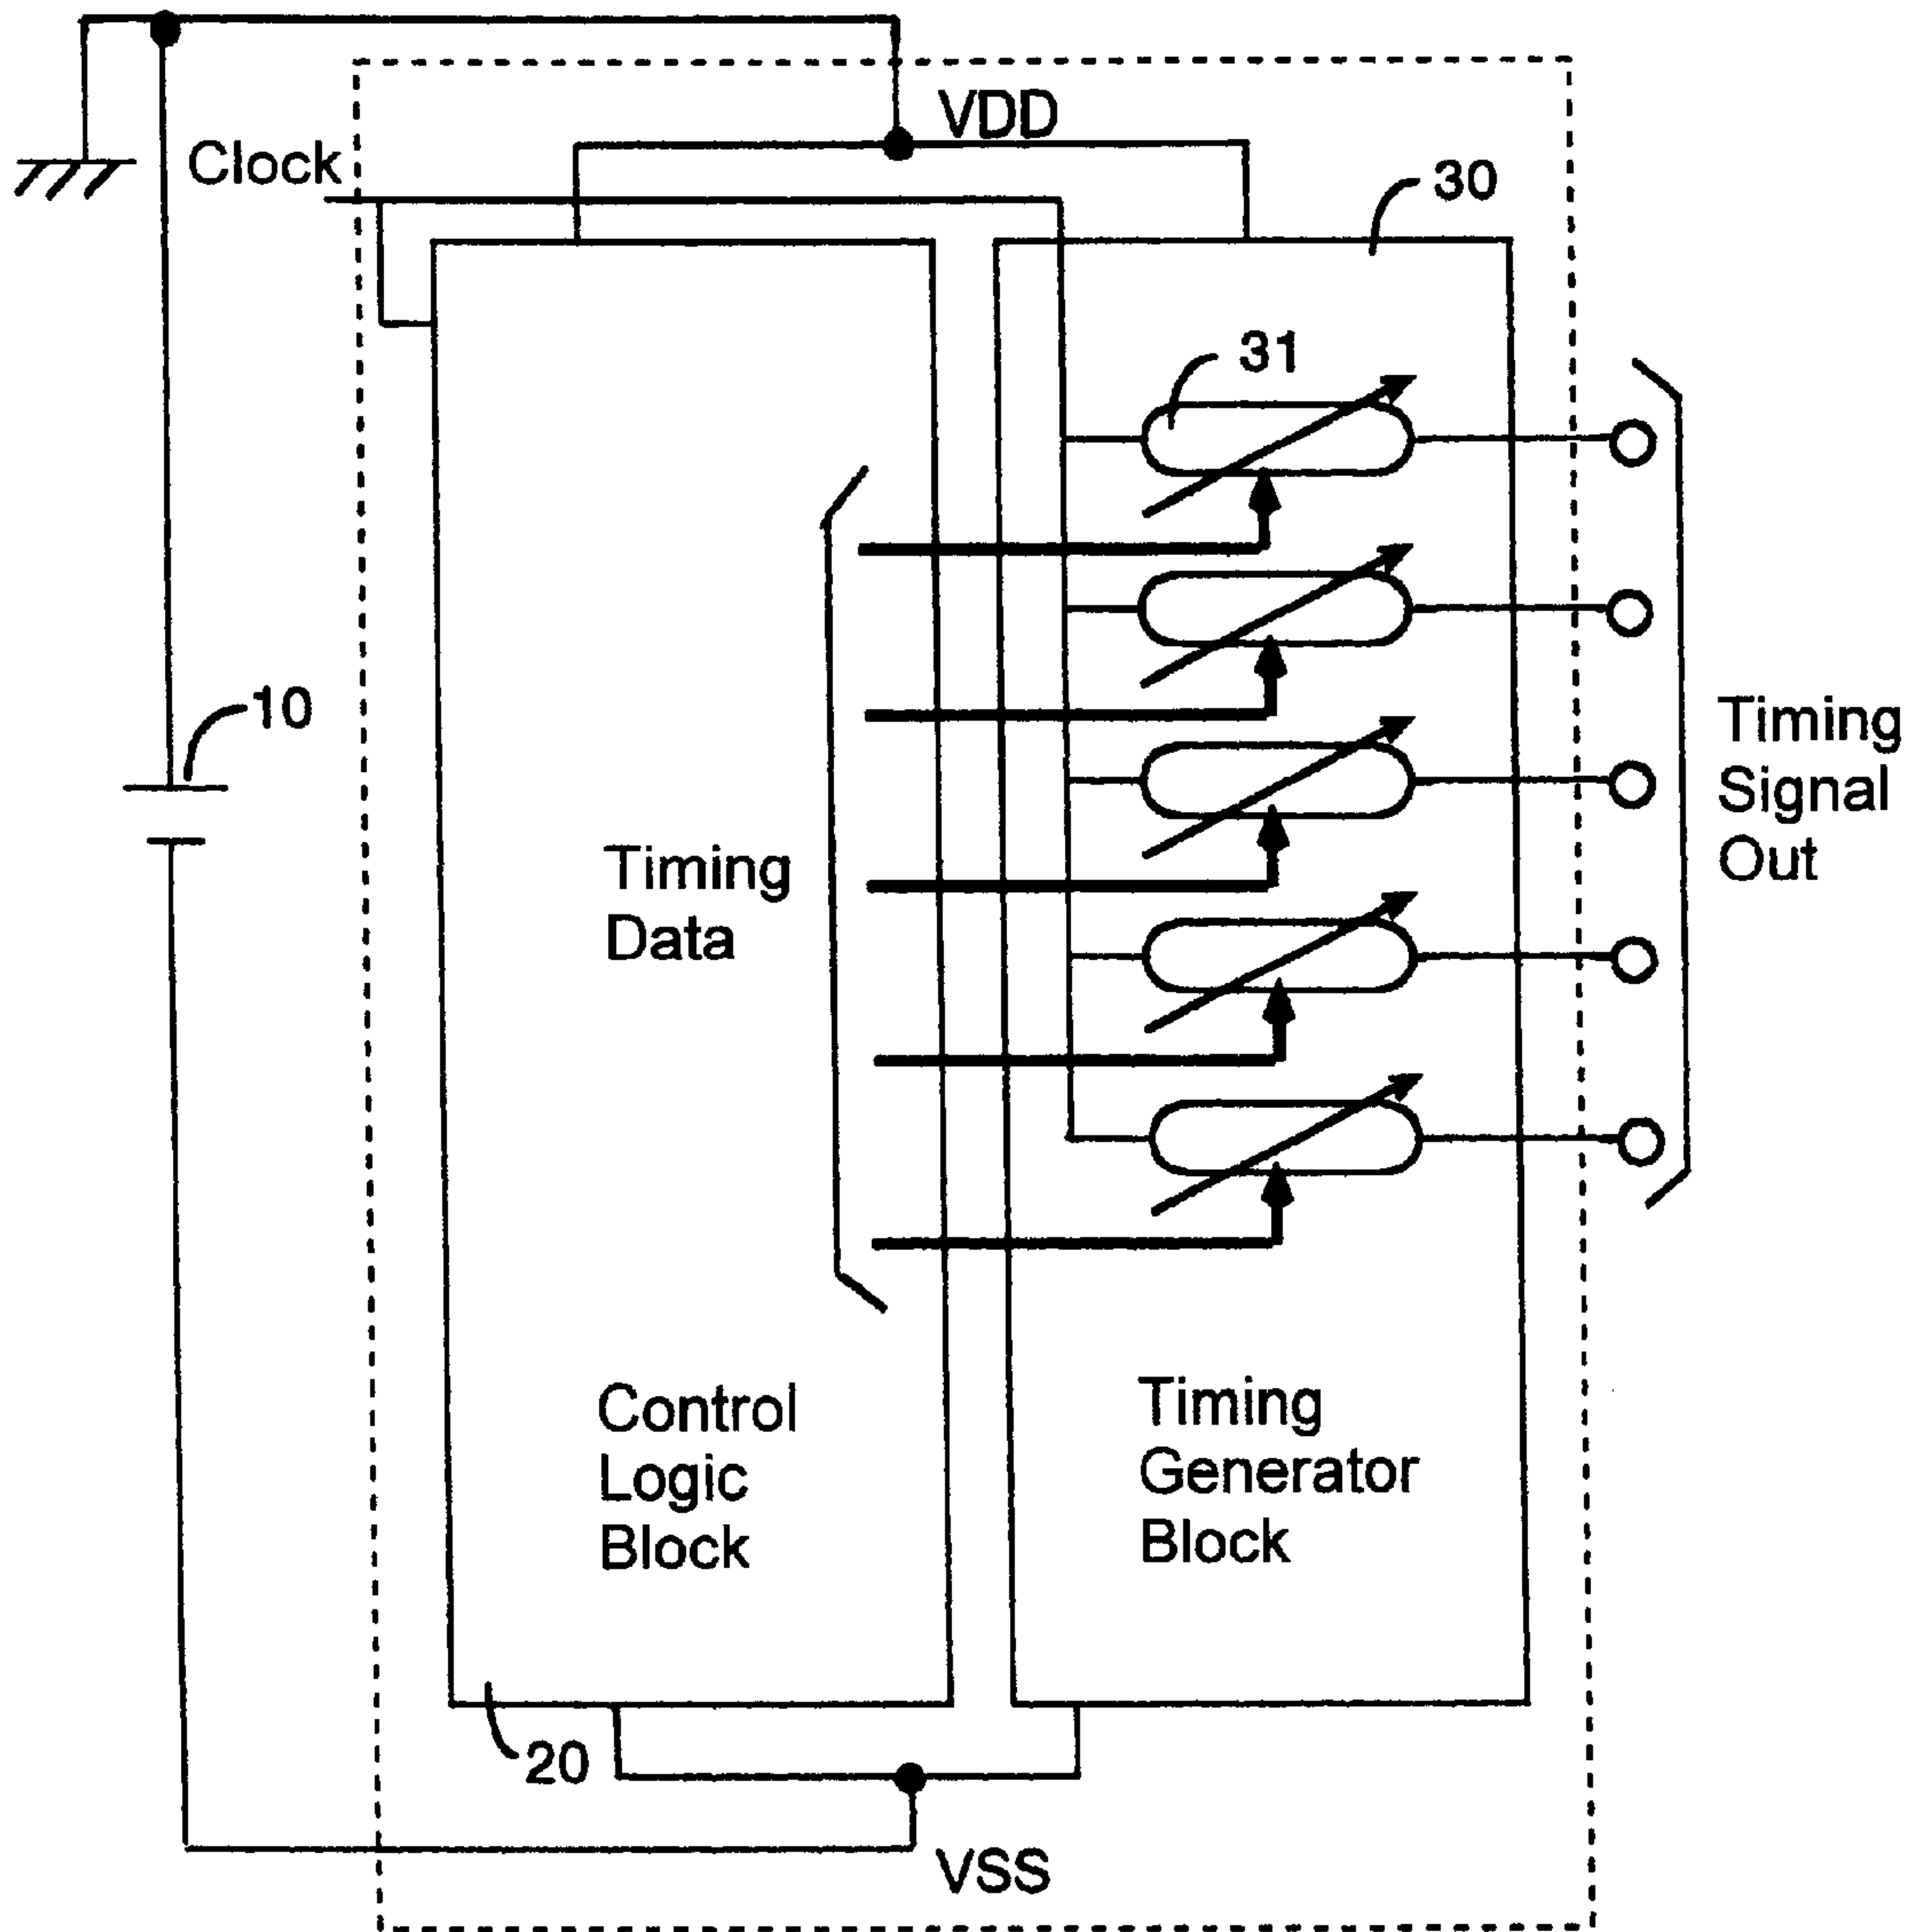 VDD
Clock
30
31
10
Timing
Signal
Out
Timing
Data
Control
Logic
Block
Timing
Generator
Block
20
VSS